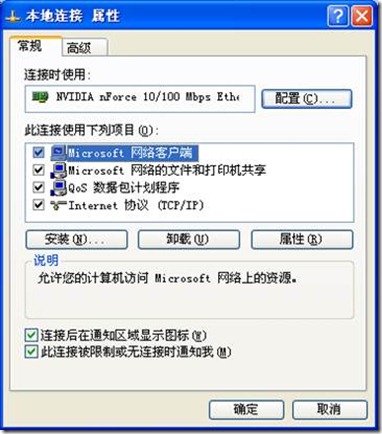 本地连接 属性
常规 高级
连接时使用:
NVIDIA nForce 10/100 Mbps Ethe 配置(C)...
此连接使用下列项目(O):
Microsoft 网络客户端
Microsoft 网络的文件和打印机共享
QoS 数据包计划程序
Internet 协议 (TCP/IP)
安装(N)... 卸载(U) 属性(R)
说明
允许您的计算机访问 Microsoft 网络上的资源。
连接后在通知区域显示图标(W)
此连接被限制或无连接时通知我(M)
确定 取消